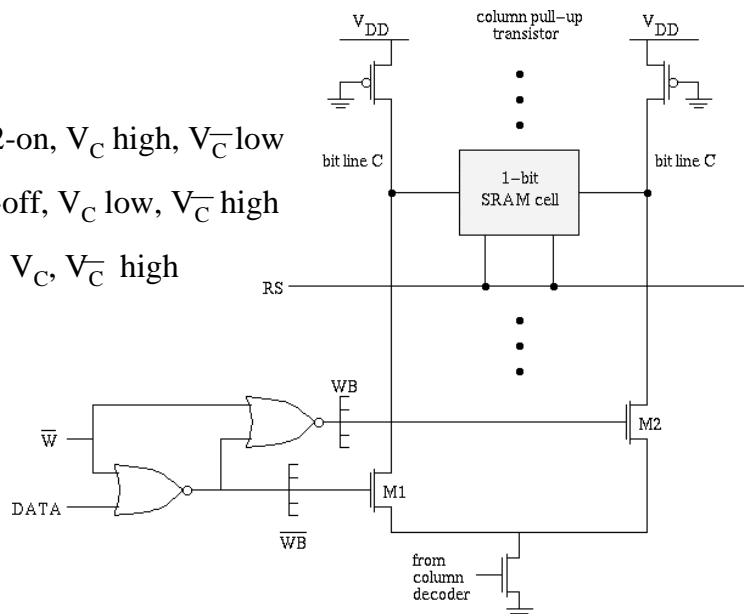 V_DD
column pull-up
transistor
V_DD
2-on, V_C high, V_C̅ low
bit line C
bit line C
1-bit
SRAM cell
-off, V_C low, V_C̅ high
V_C, V_C̅ high
RS
WB
W̅
M2
M1
DATA
W̅B̅
from
column
decoder